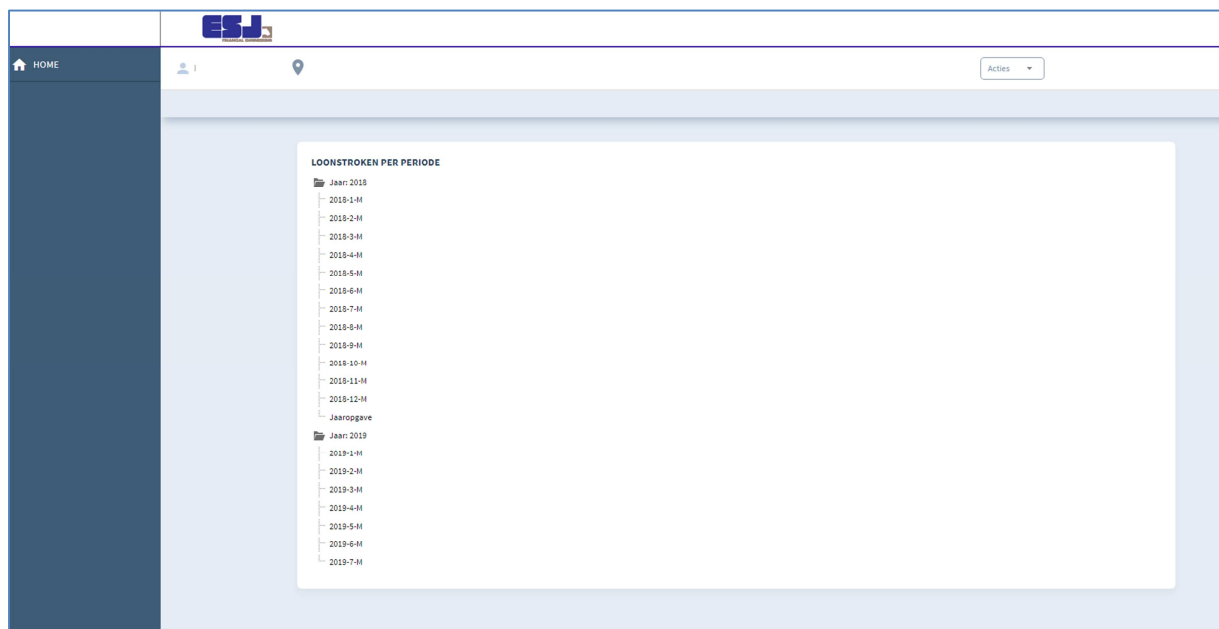 ESJ
FINANCIAL ENGINEERING
HOME
Acties
LOONSTROKEN PER PERIODE
Jaar: 2018
2018-1-M
2018-2-M
2018-3-M
2018-4-M
2018-5-M
2018-6-M
2018-7-M
2018-8-M
2018-9-M
2018-10-M
2018-11-M
2018-12-M
Jaaropgave
Jaar: 2019
2019-1-M
2019-2-M
2019-3-M
2019-4-M
2019-5-M
2019-6-M
2019-7-M